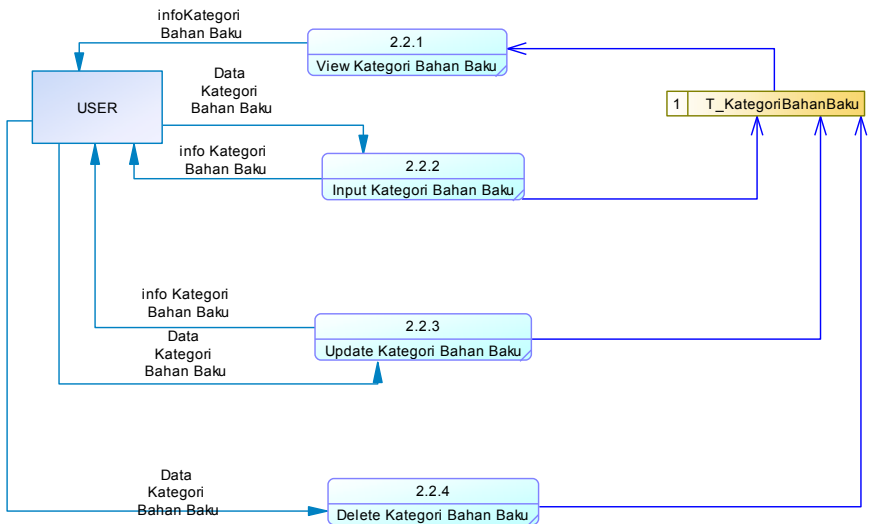 infoKategori
Bahan Baku
2.2.1
View Kategori Bahan Baku
USER
Data
Kategori
Bahan Baku
1 T_KategoriBahanBaku
info Kategori
Bahan Baku
2.2.2
Input Kategori Bahan Baku
info Kategori
Bahan Baku
2.2.3
Update Kategori Bahan Baku
Data
Kategori
Bahan Baku
Data
Kategori
Bahan Baku
2.2.4
Delete Kategori Bahan Baku